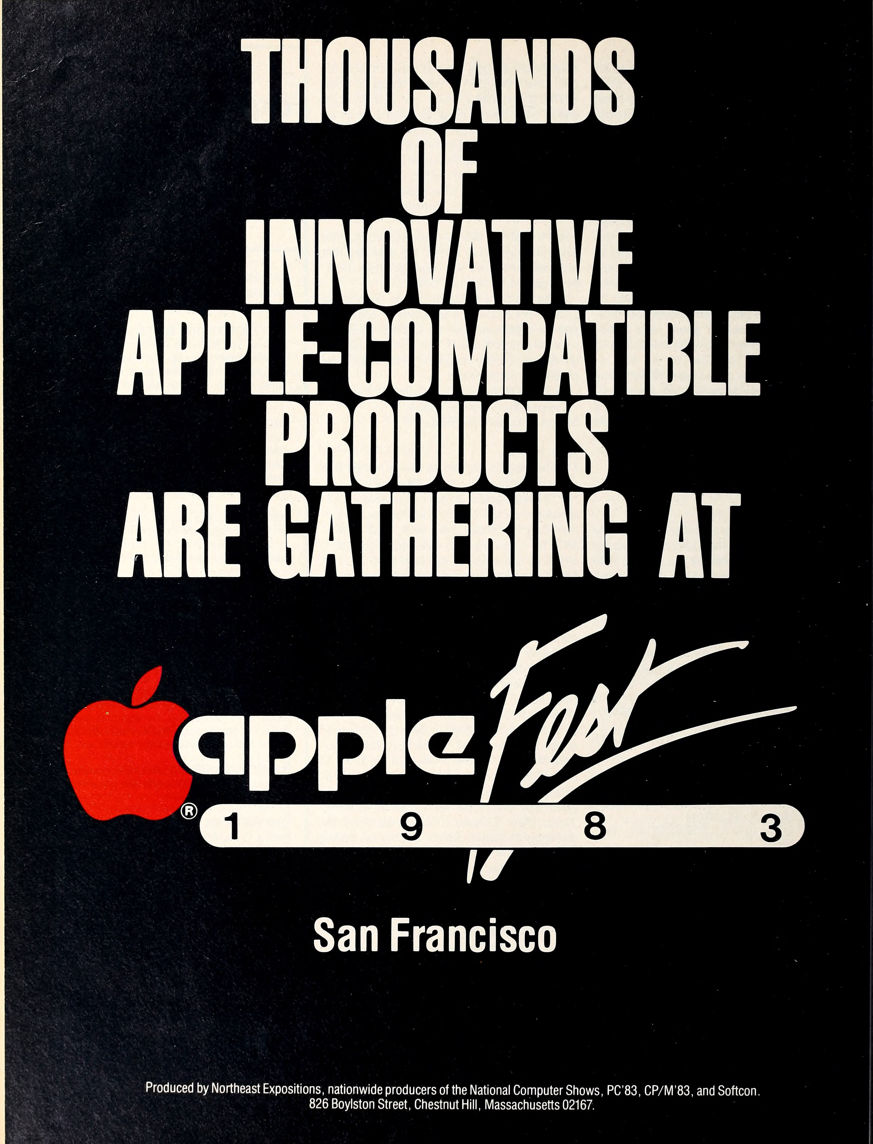 THOUSANDS
OF
INNOVATIVE
APPLE-COMPATIBLE
PRODUCTS
ARE GATHERING AT
apple Fest
®
1 9 8 3
San Francisco
Produced by Northeast Expositions, nationwide producers of the National Computer Shows, PC'83, CP/M'83, and Softcon.
826 Boylston Street, Chestnut Hill, Massachusetts 02167.